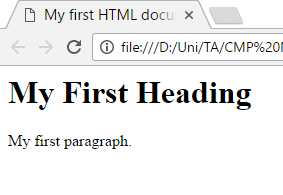 My first HTML docu
file:///D:/Uni/TA/CMP%20
My First Heading
My first paragraph.